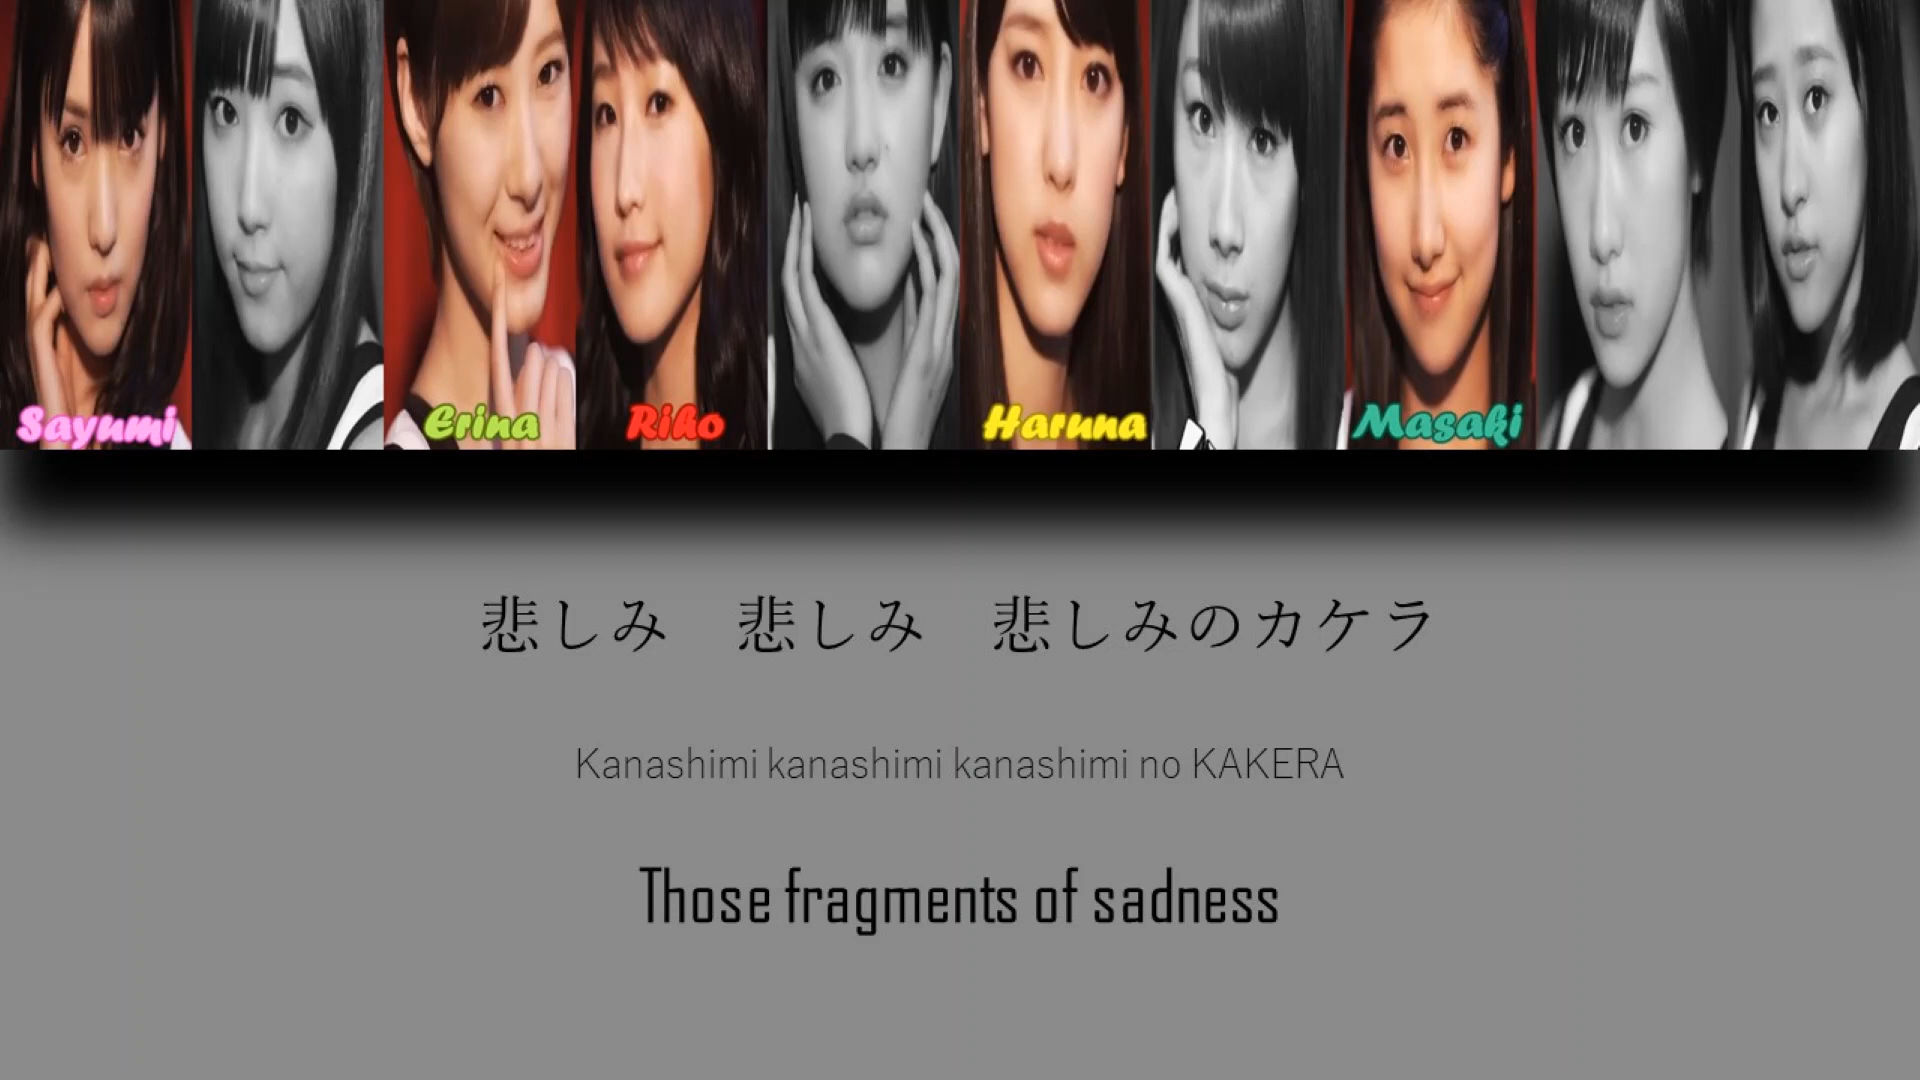 Sayumi Erina Riho Haruna Masaki
悲しみ　悲しみ　悲しみのカケラ
Kanashimi kanashimi kanashimi no KAKERA
Those fragments of sadness